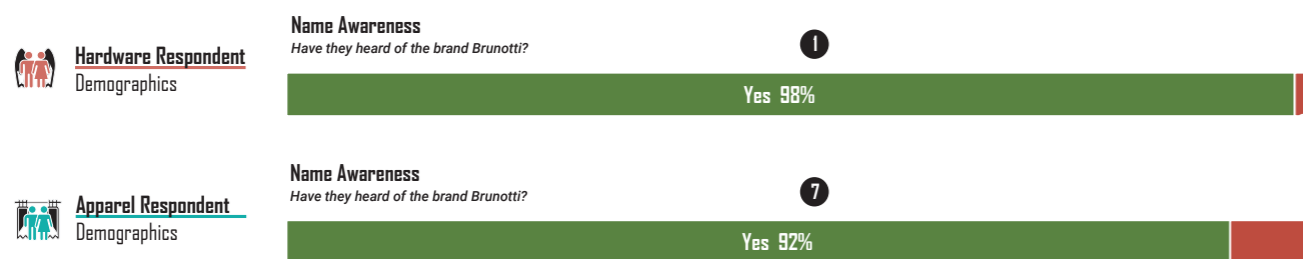 Name Awareness
Have they heard of the brand Brunotti?
1
Hardware Respondent
Demographics
Yes 98%
Name Awareness
Have they heard of the brand Brunotti?
7
Apparel Respondent
Demographics
Yes 92%